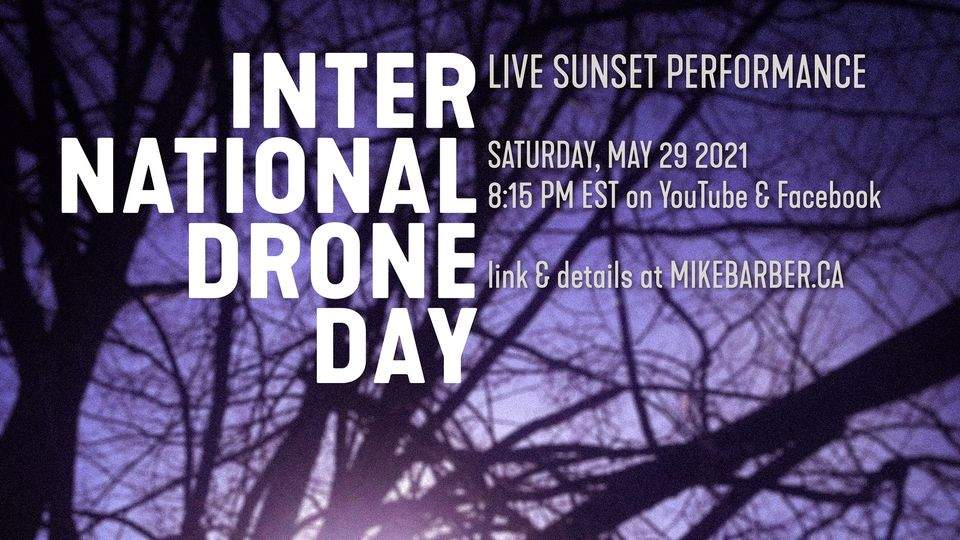 INTER
NATIONAL
DRONE
DAY
LIVE SUNSET PERFORMANCE
SATURDAY, MAY 29 2021
8:15 PM EST on YouTube & Facebook
link & details at MIKEBARBER.CA